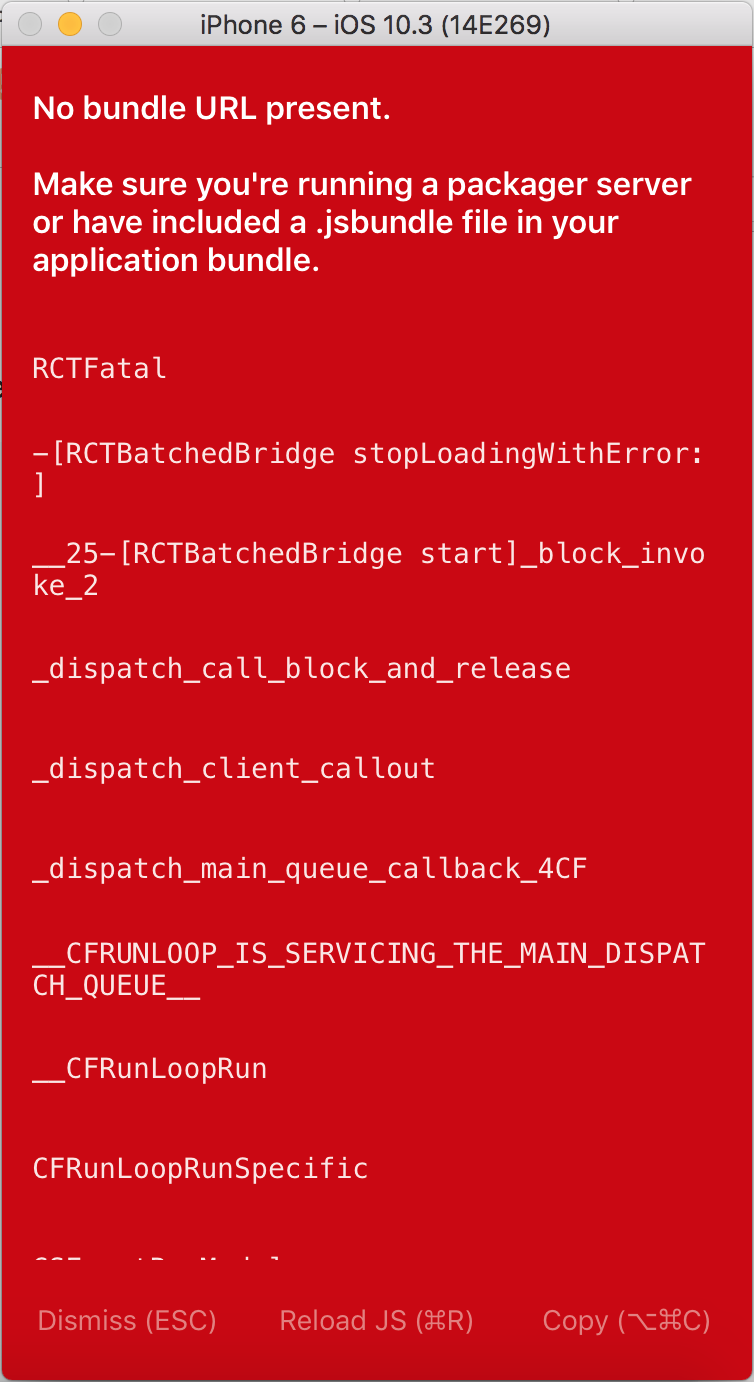 iPhone 6 – iOS 10.3 (14E269)
No bundle URL present.
Make sure you're running a packager server
or have included a .jsbundle file in your
application bundle.
RCTFatal
-[RCTBatchedBridge stopLoadingWithError:
]
__25-[RCTBatchedBridge start]_block_invo
ke_2
_dispatch_call_block_and_release
_dispatch_client_callout
_dispatch_main_queue_callback_4CF
__CFRUNLOOP_IS_SERVICING_THE_MAIN_DISPAT
CH_QUEUE__
__CFRunLoopRun
CFRunLoopRunSpecific
Dismiss (ESC)
Reload JS (⌘R)
Copy (⌥⌘C)